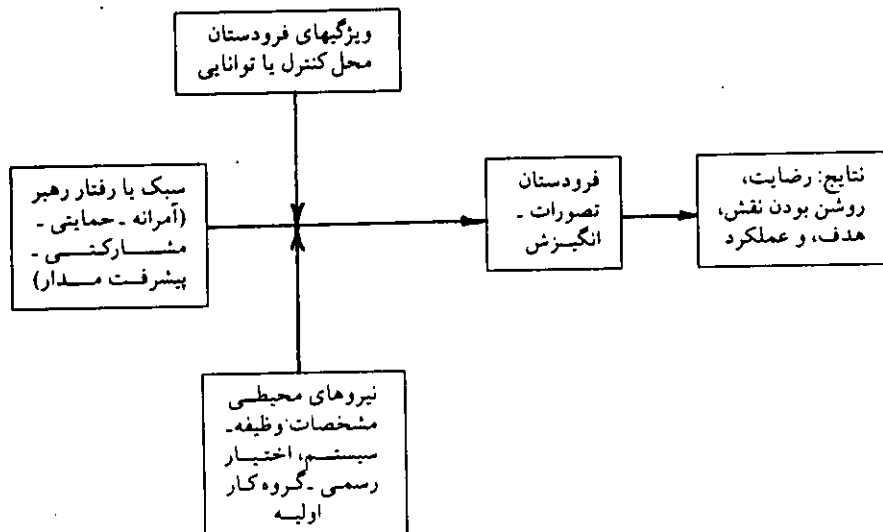 ویژگیهای فرودستان
محل کنترل یا توانایی
سبک یا رفتار رهبر
(آمرانه ـ حمایتی ـ
مشارکتی ـ
پیشرفت مدار)
فرودستان
تصورات ـ
انگیزش
نتایج: رضایت،
روشن بودن نقش،
هدف، و عملکرد
نیروهای محیطی
مشخصات وظیفه ـ
سیستم، اختیار
رسمی ـ گروه کار
اولیه